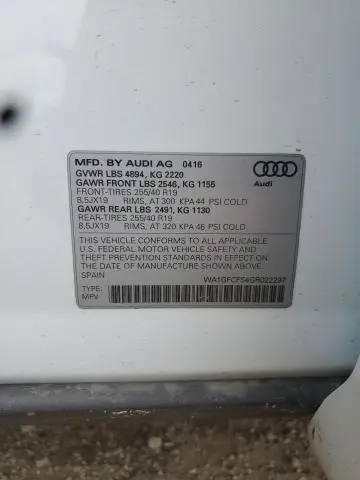 MFD. BY AUDI AG 0416
GVWR LBS 4894, KG 2220
GAWR FRONT LBS 2546, KG 1155
FRONT-TIRES 255/40 R19
8,5JX19 RIMS, AT 300 KPA 44 PSI COLD
GAWR REAR LBS 2491, KG 1130
REAR-TIRES 255/40 R19
8,5JX19 RIMS, AT 320 KPA 46 PSI COLD
THIS VEHICLE CONFORMS TO ALL APPLICABLE
U.S. FEDERAL MOTOR VEHICLE SAFETY AND
THEFT PREVENTION STANDARDS IN EFFECT ON
THE DATE OF MANUFACTURE SHOWN ABOVE.
SPAIN
WA1GFCFS4GR022297
TYPE:
MPV
Audi